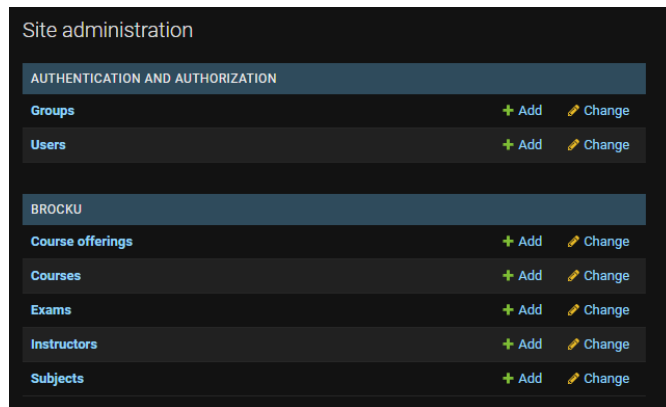 Site administration
AUTHENTICATION AND AUTHORIZATION
Groups Add Change
Users Add Change
BROCKU
Course offerings Add Change
Courses Add Change
Exams Add Change
Instructors Add Change
Subjects Add Change